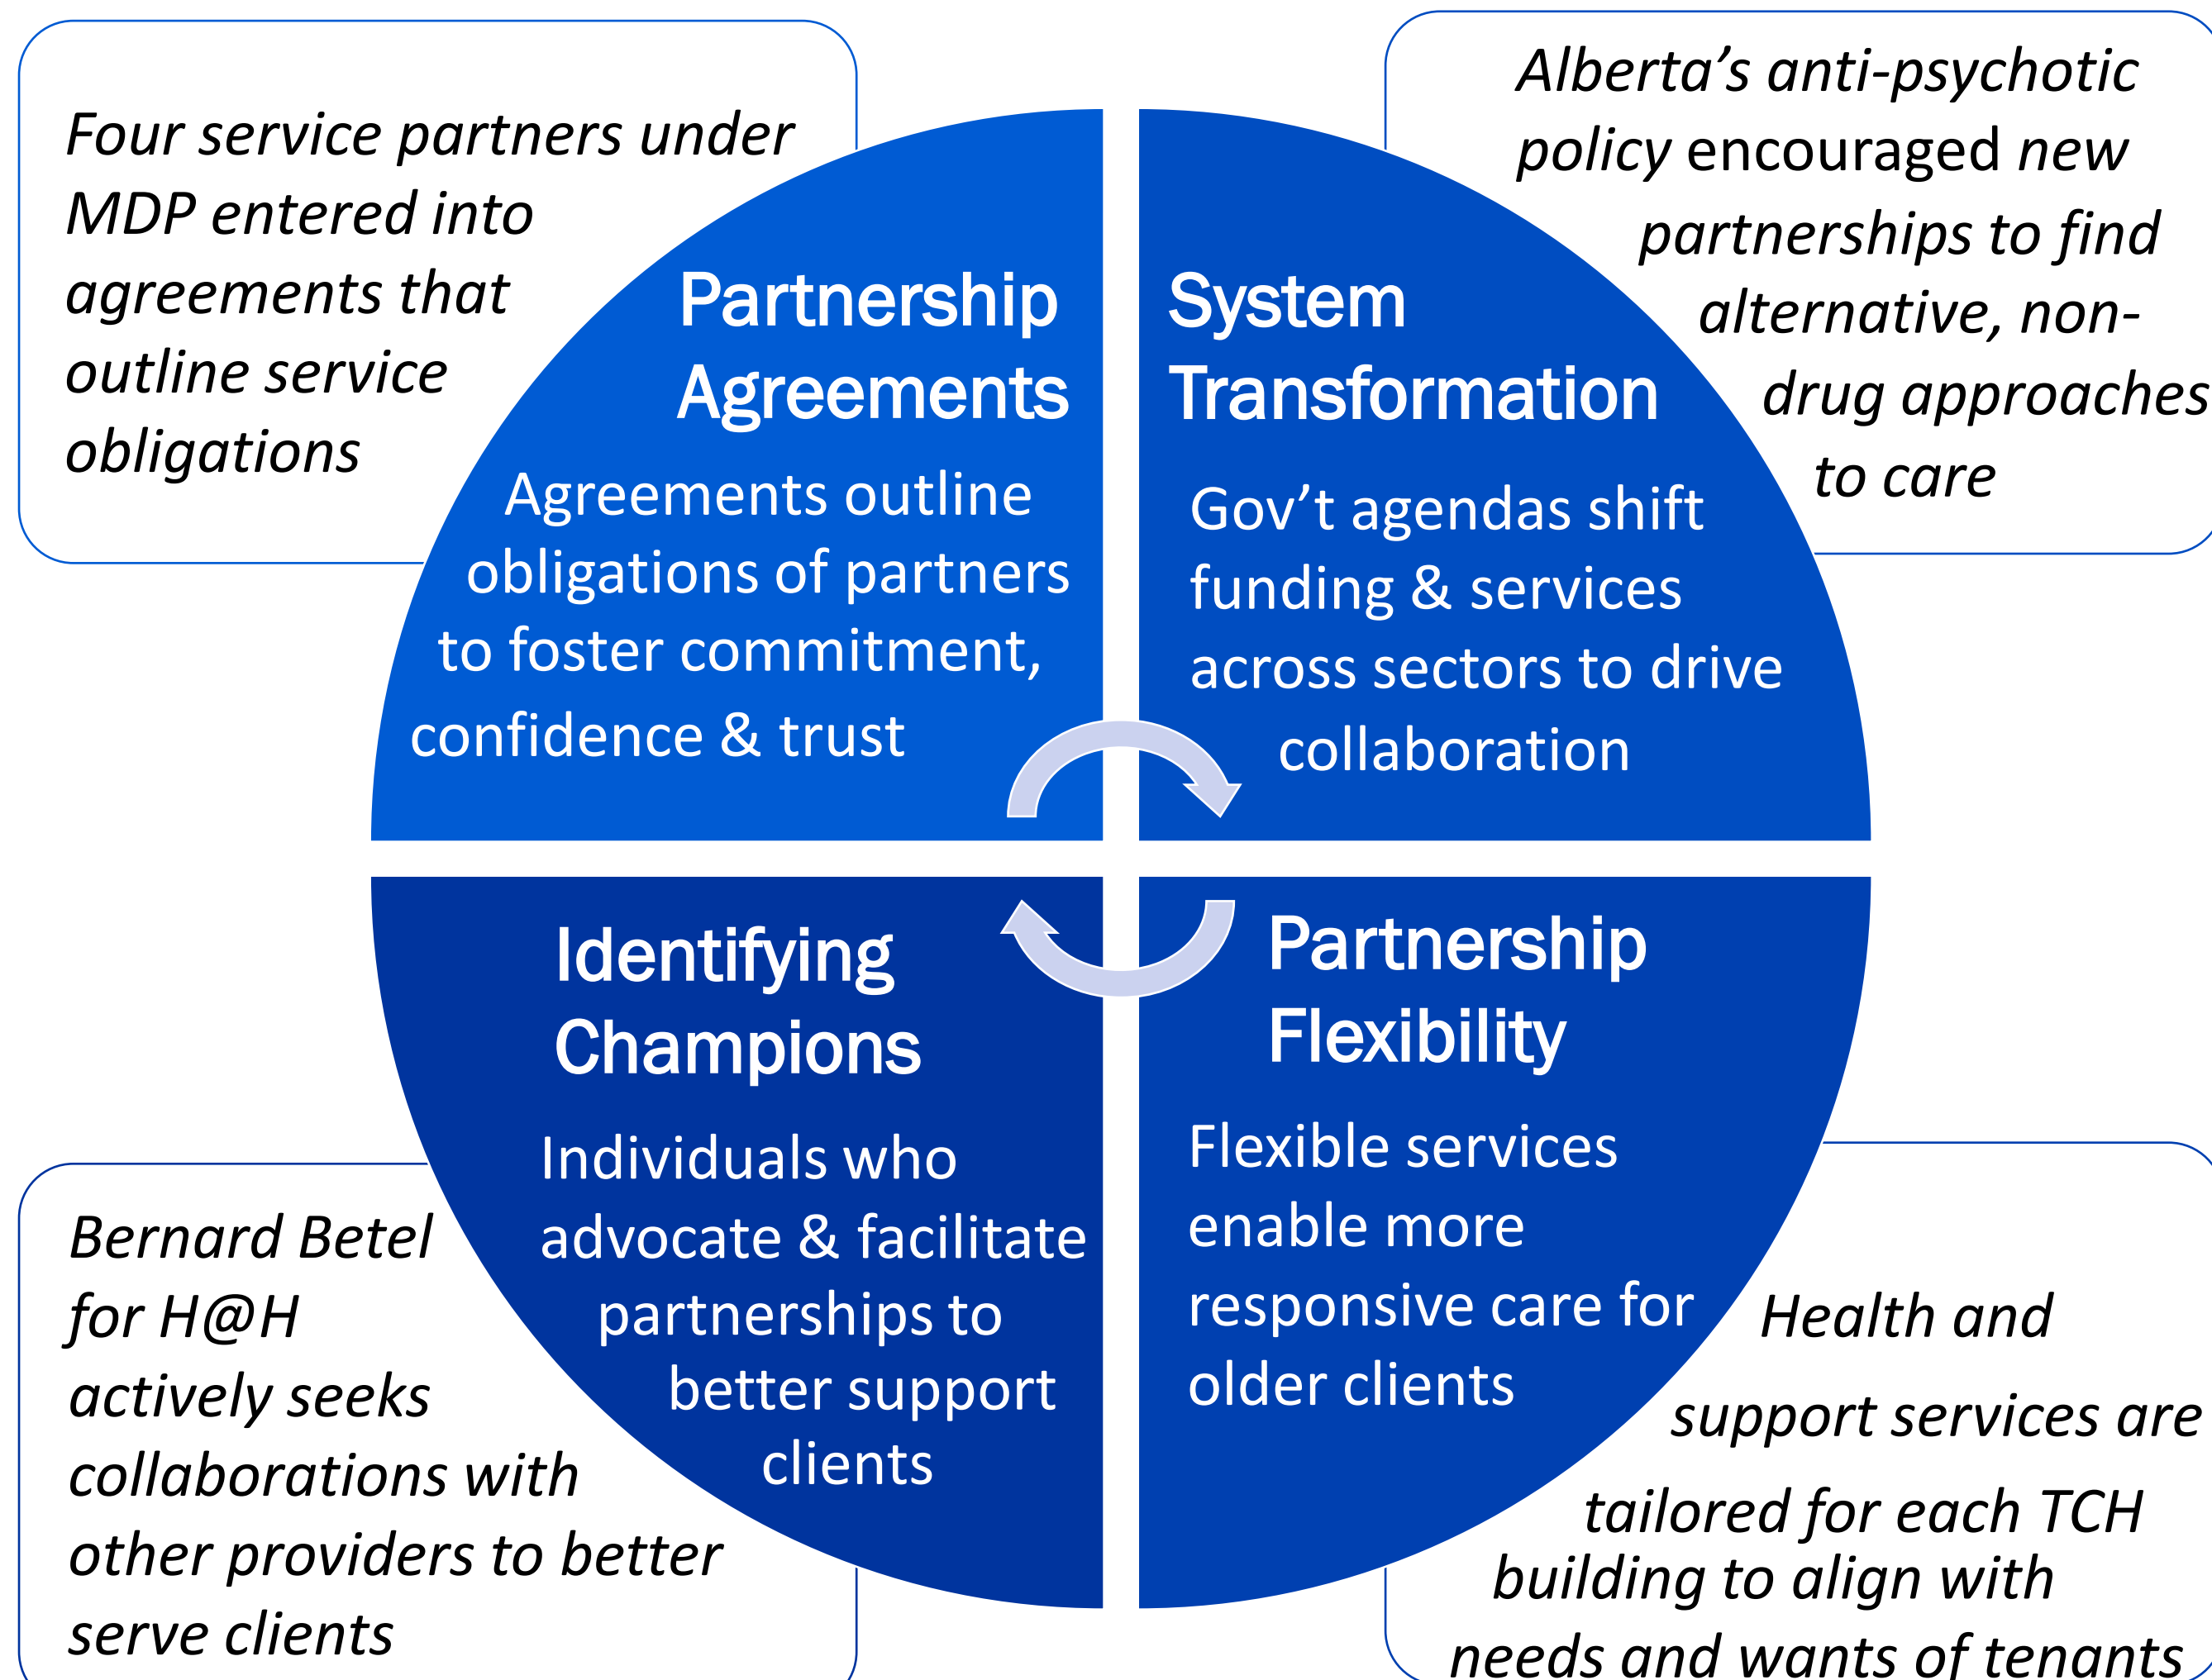 Four service partners under
MDP entered into
agreements that
outline service
obligations
Partnership
Agreements
Agreements outline
obligations of partners
to foster commitment,
confidence & trust
System
Transformation
Gov’t agendas shift
funding & services
across sectors to drive
collaboration
Alberta’s anti-psychotic
policy encouraged new
partnerships to find
alternative, non-
drug approaches
to care
Bernard Betel
for H@H
actively seeks
collaborations with
other providers to better
serve clients
Identifying
Champions
Individuals who
advocate & facilitate
partnerships to
better support
clients
Partnership
Flexibility
Flexible services
enable more
responsive care for
older clients
Health and
support services are
tailored for each TCH
building to align with
needs and wants of tenants